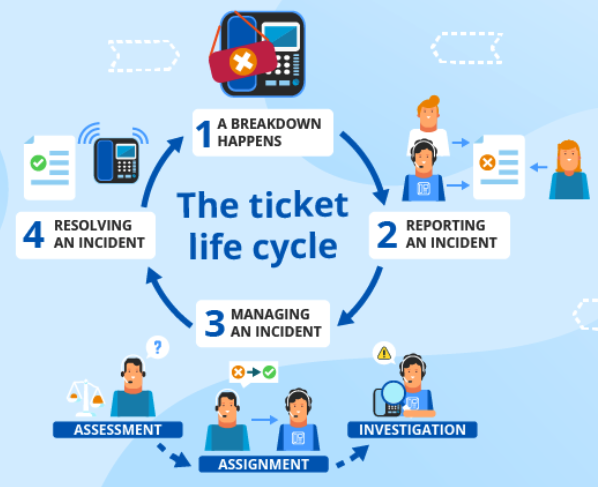 1 A BREAKDOWN
HAPPENS
The ticket
life cycle
2 REPORTING
AN INCIDENT
3 MANAGING
AN INCIDENT
4 RESOLVING
AN INCIDENT
?
ASSESSMENT
ASSIGNMENT
INVESTIGATION